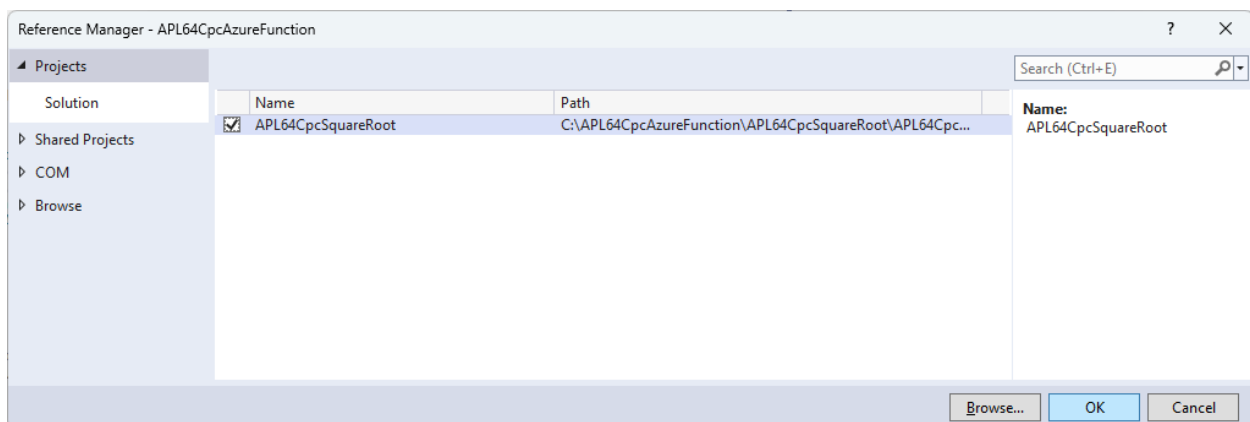 Reference Manager - APL64CpcAzureFunction
? X
Projects
Search (Ctrl+E)
Solution
Name Path
APL64CpcSquareRoot C:\APL64CpcAzureFunction\APL64CpcSquareRoot\APL64Cpc...
Name:
APL64CpcSquareRoot
Shared Projects
COM
Browse
Browse... OK Cancel